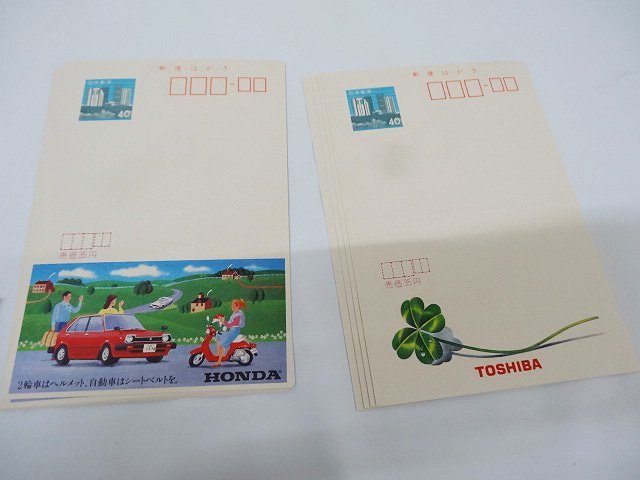 郵便はがき
日本郵便
40
売価35円
2輪車はヘルメット、自動車はシートベルトを。
HONDA
郵便はがき
日本郵便
40
売価35円
TOSHIBA